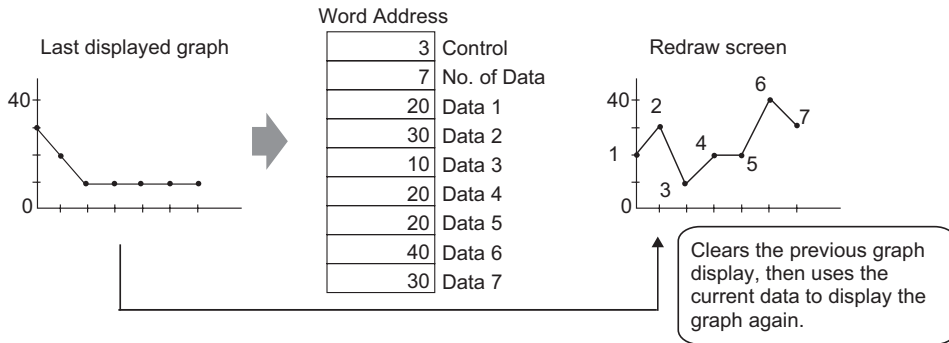 Last displayed graph
40
0
Word Address
3 Control
7 No. of Data
20 Data 1
30 Data 2
10 Data 3
20 Data 4
20 Data 5
40 Data 6
30 Data 7
Redraw screen
40
0
1
2
3
4
5
6
7
Clears the previous graph
display, then uses the
current data to display the
graph again.